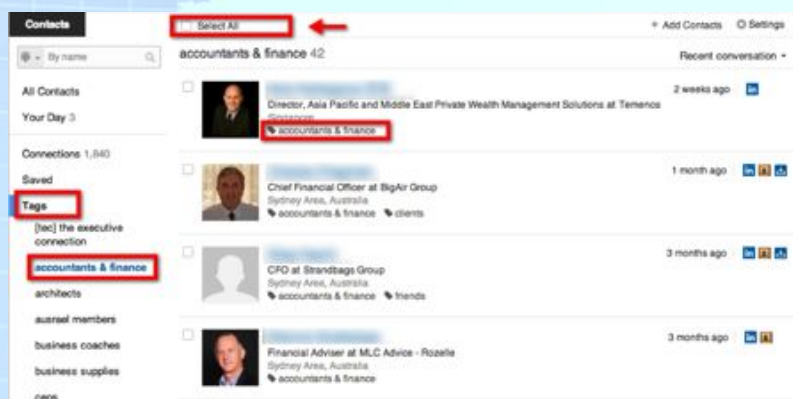 Contacts
Select All
+ Add Contacts Settings
By name
accountants & finance 42
Recent conversation
All Contacts
Your Day 3
Connections 1,840
Saved
Tags
[tec] the executive
connection
accountants & finance
architects
ausrael members
business coaches
business supplies
ceos
2 weeks ago in
Director, Asia Pacific and Middle East Private Wealth Management Solutions at Temenos
Singapore
accountants & finance
1 month ago in
Chief Financial Officer at BigAir Group
Sydney Area, Australia
accountants & finance clients
3 months ago in
CFO at Strandbags Group
Sydney Area, Australia
accountants & finance friends
3 months ago in
Financial Adviser at MLC Advice - Rozelle
Sydney Area, Australia
accountants & finance